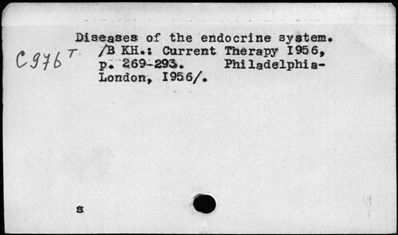 Diseases of the endocrine system.
C976T /В КН.: Current Therapy 1956,
p. 269-293. Philadelphia-
London, 1956/.
s